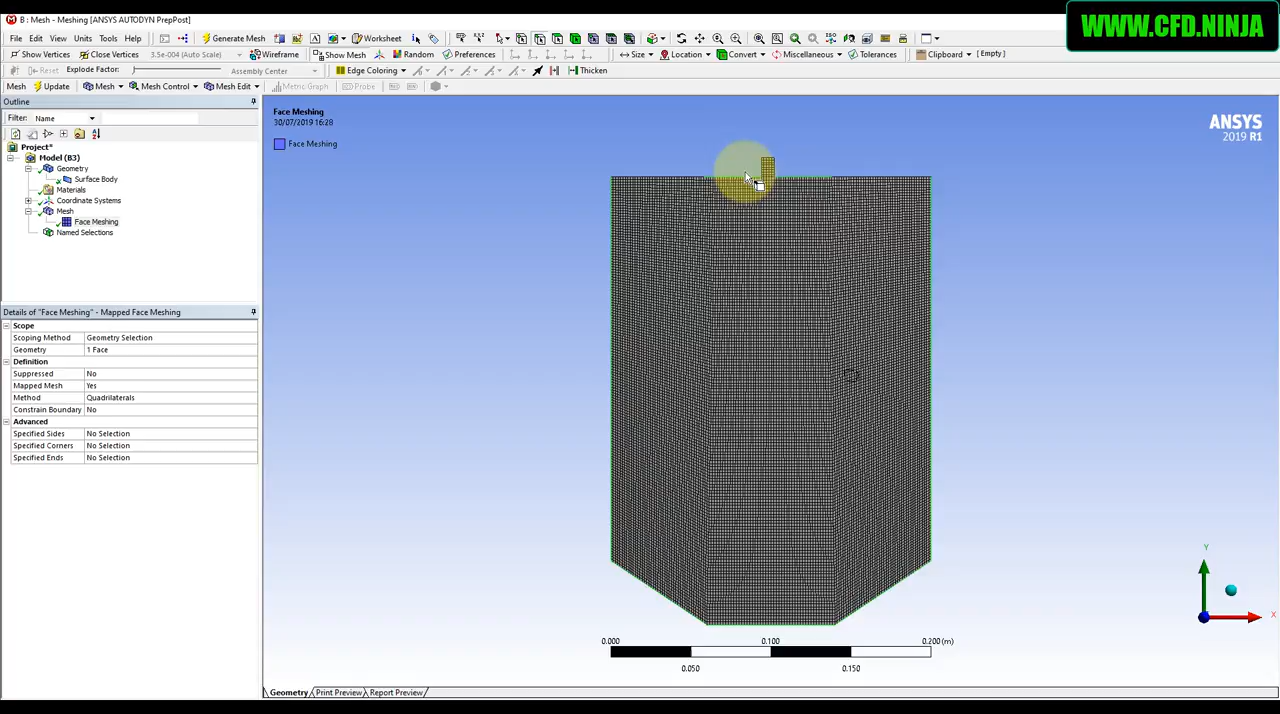 B : Mesh - Meshing [ANSYS AUTODYN PrepPost]
WWW.CFD.NINJA
File Edit View Units Tools Help Generate Mesh Worksheet
Show Vertices Close Vertices 3.5e-004 (Auto Scale) Wireframe Show Mesh Random Preferences Size Location Convert Miscellaneous Tolerances Clipboard [ Empty ]
Reset Explode Factor: Assembly Center Edge Coloring Thicken
Mesh Update Mesh Mesh Control Mesh Edit Metric Graph Probe
Outline
Filter: Name
Project*
Model (B3)
Geometry
Surface Body
Materials
Coordinate Systems
Mesh
Face Meshing
Named Selections
Details of "Face Meshing" - Mapped Face Meshing
Scope
Scoping Method Geometry Selection
Geometry 1 Face
Definition
Suppressed No
Mapped Mesh Yes
Method Quadrilaterals
Constrain Boundary No
Advanced
Specified Sides No Selection
Specified Corners No Selection
Specified Ends No Selection
Face Meshing
30/07/2019 16:28
Face Meshing
ANSYS
2019 R1
Y
X
0.000 0.100 0.200 (m)
0.050 0.150
Geometry Print Preview Report Preview